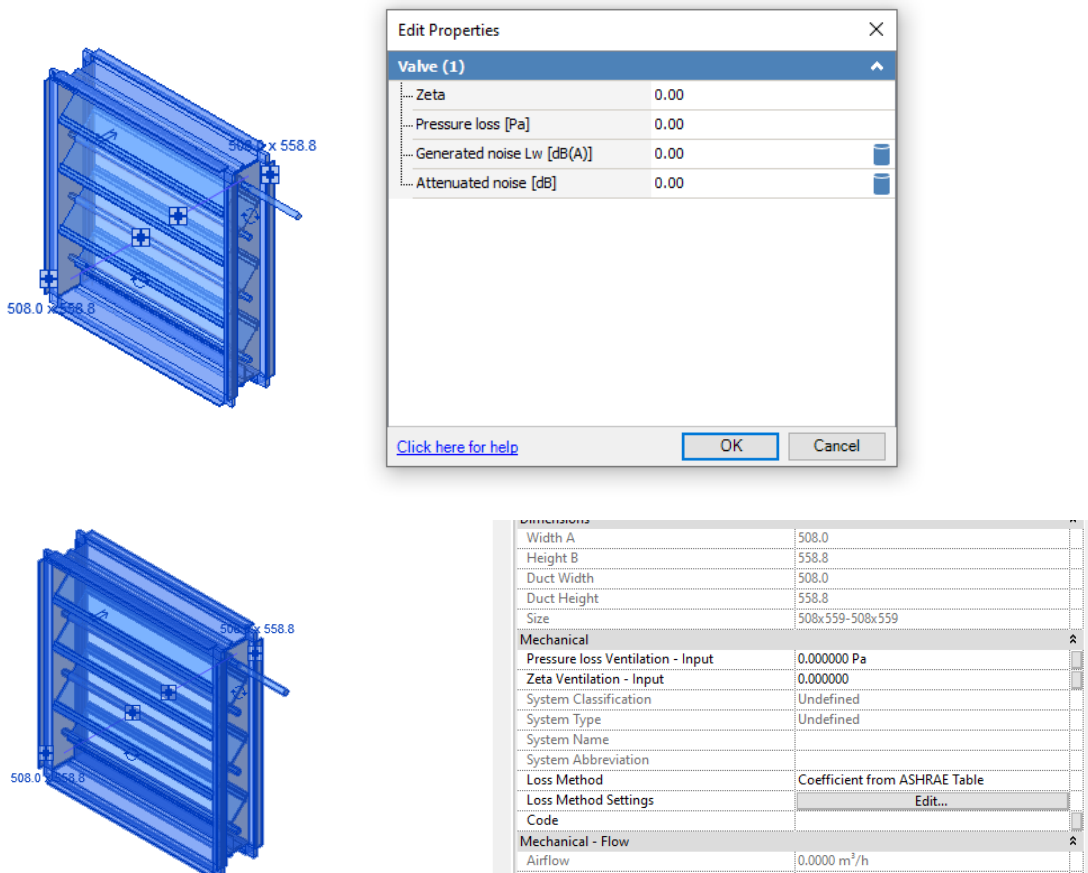 Edit Properties
Valve (1)
Zeta 0.00
Pressure loss [Pa] 0.00
Generated noise Lw [dB(A)] 0.00
Attenuated noise [dB] 0.00
Click here for help OK Cancel
508.0 x 558.8
508.0 x 558.8
Dimensions
Width A 508.0
Height B 558.8
Duct Width 508.0
Duct Height 558.8
Size 508x559-508x559
Mechanical
Pressure loss Ventilation - Input 0.000000 Pa
Zeta Ventilation - Input 0.000000
System Classification Undefined
System Type Undefined
System Name
System Abbreviation
Loss Method Coefficient from ASHRAE Table
Loss Method Settings Edit...
Code
Mechanical - Flow
Airflow 0.0000 m³/h
508.0 x 558.8
508.0 x 558.8